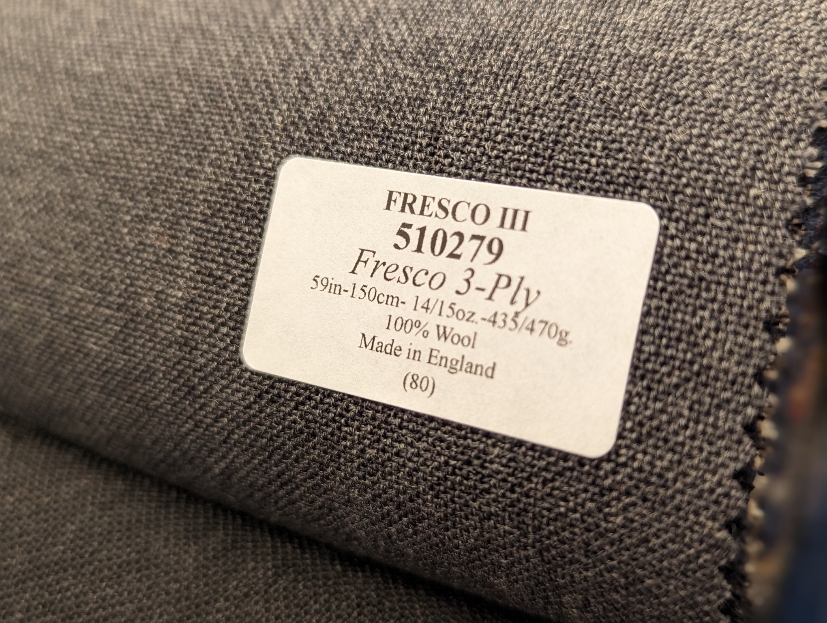 FRESCO III
510279
Fresco 3-Ply
59in-150cm- 14/15oz.-435/470g.
100% Wool
Made in England
(80)